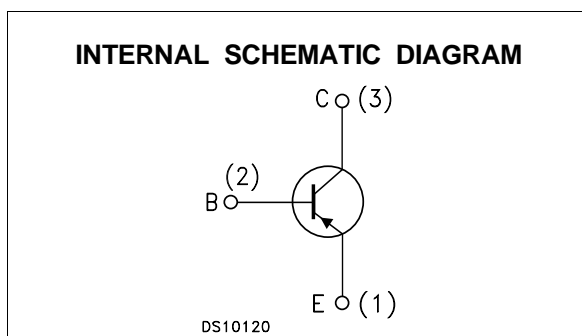 INTERNAL SCHEMATIC DIAGRAM
C (3)
(2)
B
E (1)
DS10120